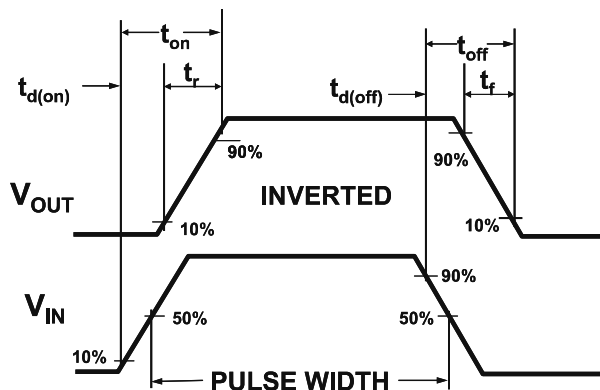 t_on
t_off
t_d(on)
t_r
t_d(off)
t_f
90%
90%
V_OUT
INVERTED
10%
10%
90%
V_IN
50%
50%
10%
PULSE WIDTH